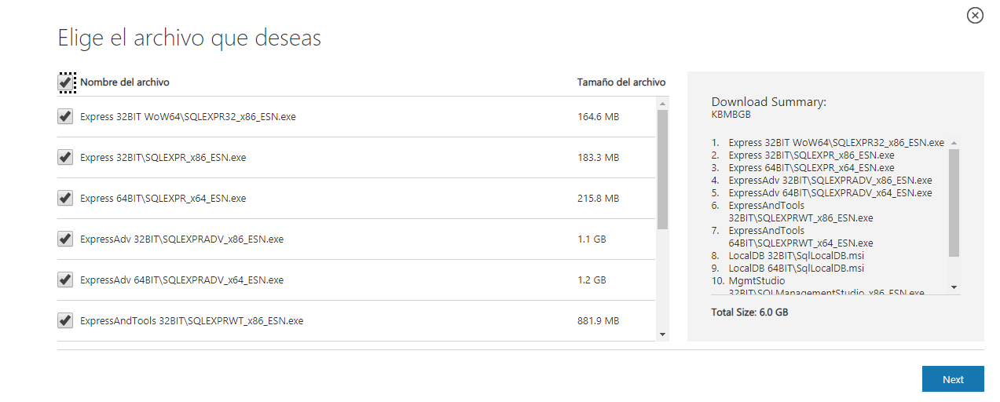 Elige el archivo que deseas
Nombre del archivo Tamaño del archivo
Express 32BIT WoW64\SQLEXPR32_x86_ESN.exe 164.6 MB
Express 32BIT\SQLEXPR_x86_ESN.exe 183.3 MB
Express 64BIT\SQLEXPR_x64_ESN.exe 215.8 MB
ExpressAdv 32BIT\SQLEXPRADV_x86_ESN.exe 1.1 GB
ExpressAdv 64BIT\SQLEXPRADV_x64_ESN.exe 1.2 GB
ExpressAndTools 32BIT\SQLEXPRWT_x86_ESN.exe 881.9 MB
Download Summary:
KBMBGB
1. Express 32BIT WoW64\SQLEXPR32_x86_ESN.exe
2. Express 32BIT\SQLEXPR_x86_ESN.exe
3. Express 64BIT\SQLEXPR_x64_ESN.exe
4. ExpressAdv 32BIT\SQLEXPRADV_x86_ESN.exe
5. ExpressAdv 64BIT\SQLEXPRADV_x64_ESN.exe
6. ExpressAndTools
32BIT\SQLEXPRWT_x86_ESN.exe
7. ExpressAndTools
64BIT\SQLEXPRWT_x64_ESN.exe
8. LocalDB 32BIT\SqlLocalDB.msi
9. LocalDB 64BIT\SqlLocalDB.msi
10. MgmtStudio
32BIT\SQLManagementStudio_x86_ESN.exe
Total Size: 6.0 GB
Next